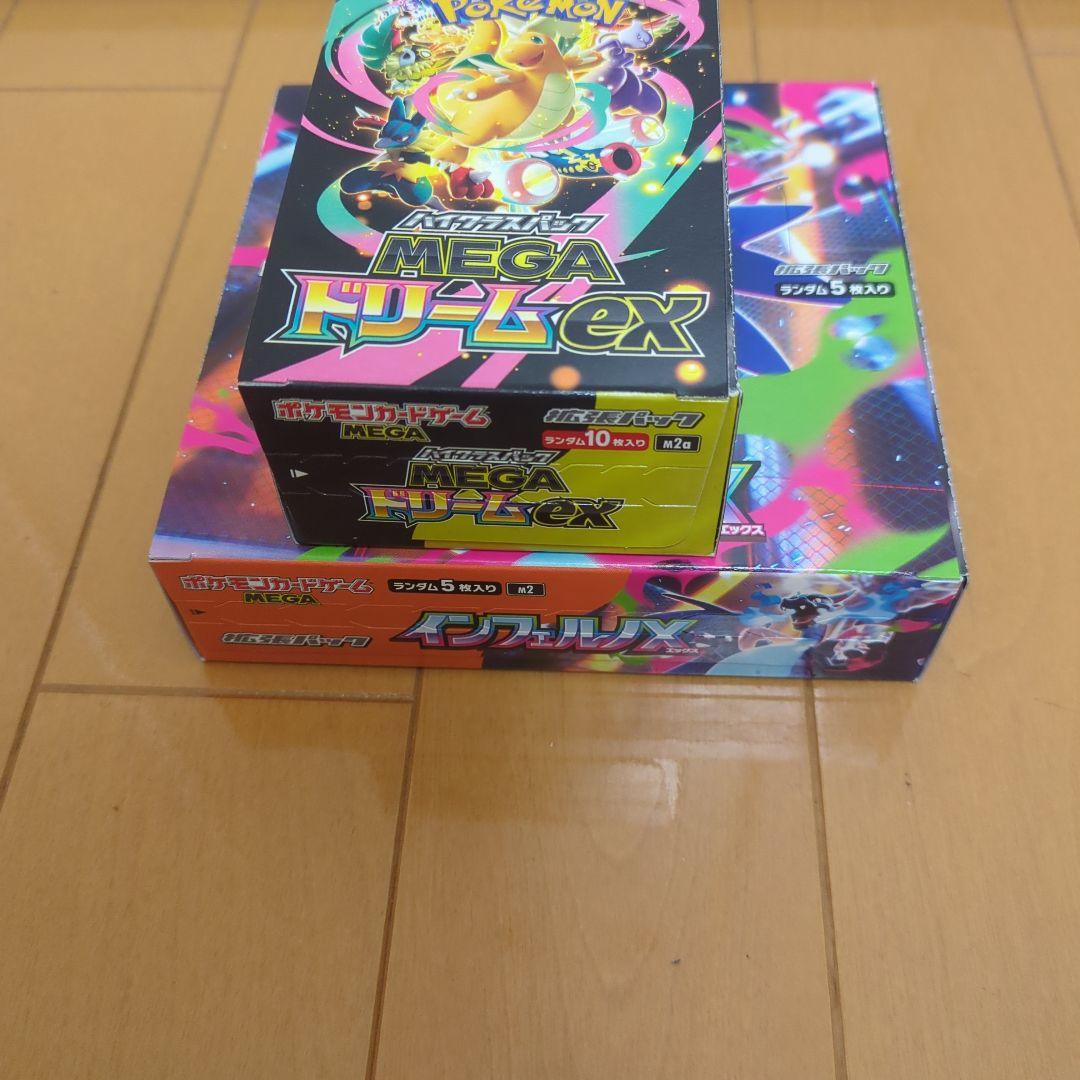 POKÉMON
ハイクラスパック
MEGA
ドリームex
拡張パック
ランダム5枚入り
ポケモンカードゲーム
MEGA
拡張パック
ランダム10枚入り M2a
ハイクラスパック
MEGA
ドリームex
X
エックス
ポケモンカードゲーム
MEGA
ランダム5枚入り M2
拡張パック
インフェルノX
エックス